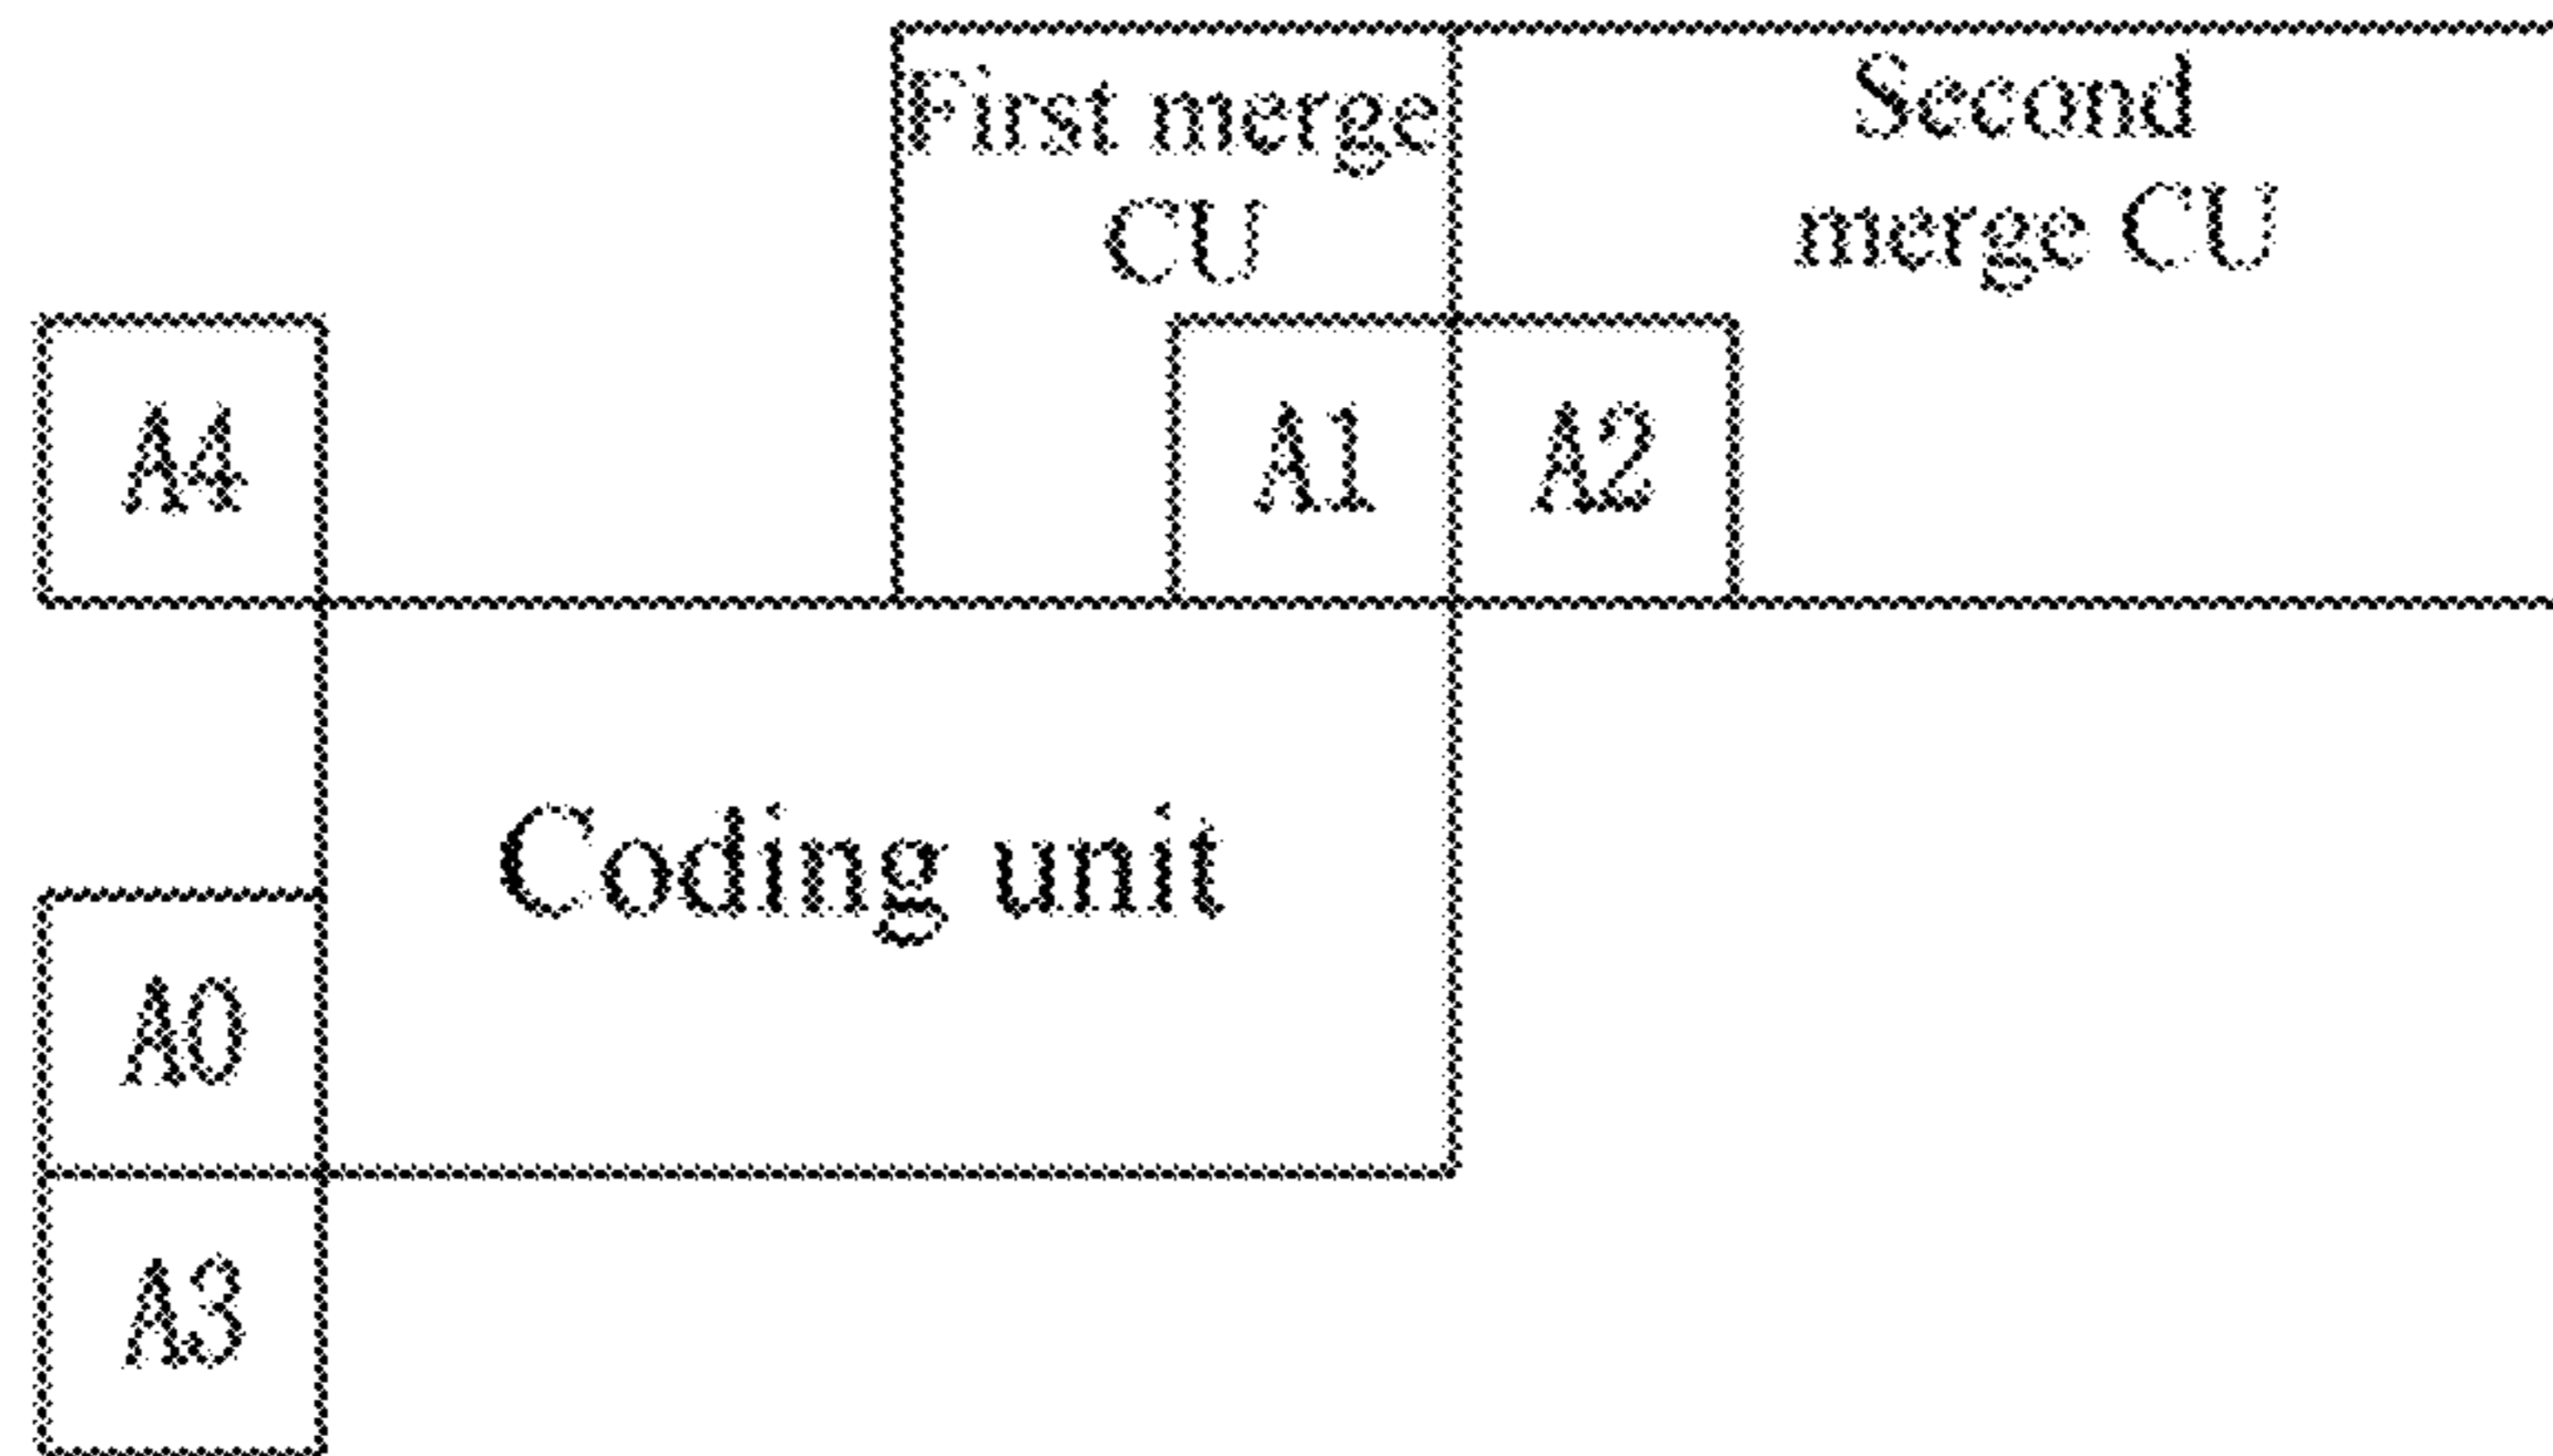 First merge
CU
Second
merge CU
A4
A1
A2
Coding unit
A0
A3